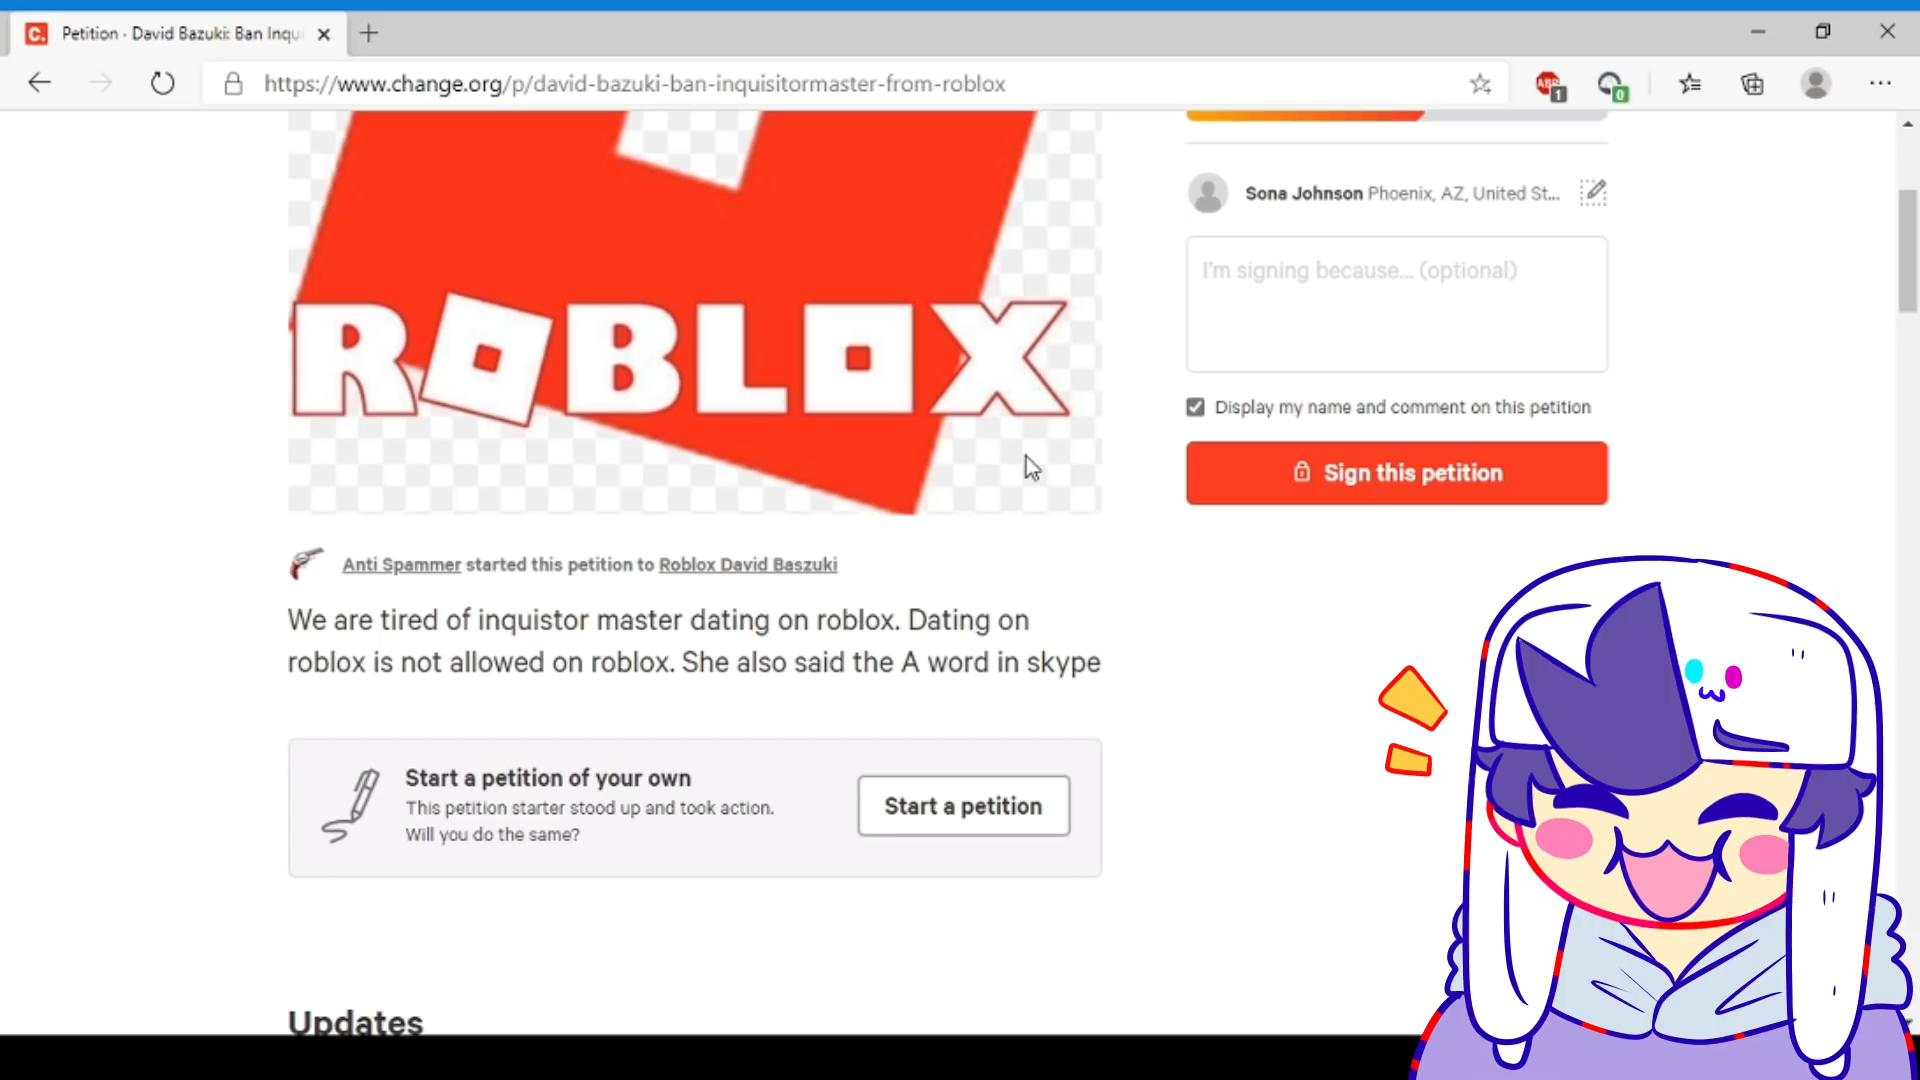 Petition · David Bazuki: Ban Inqui
https://www.change.org/p/david-bazuki-ban-inquisitormaster-from-roblox
ABP
1
0
ROBLOX
Sona Johnson Phoenix, AZ, United St...
I'm signing because... (optional)
Display my name and comment on this petition
Sign this petition
Anti Spammer started this petition to Roblox David Baszuki
We are tired of inquistor master dating on roblox. Dating on
roblox is not allowed on roblox. She also said the A word in skype
Start a petition of your own
This petition starter stood up and took action.
Will you do the same?
Start a petition
Updates